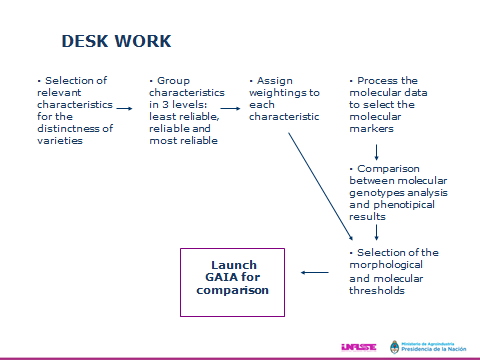 DESK WORK
• Selection of
relevant
characteristics
for the
distinctness of
varieties
• Group
characteristics
in 3 levels:
least reliable,
reliable and
most reliable
• Assign
weightings to
each
characteristic
• Process the
molecular data
to select the
molecular
markers
• Comparison
between molecular
genotypes analysis
and phenotipical
results
• Selection of the
morphological
and molecular
thresholds
Launch
GAIA for
comparison
INASE
Ministerio de Agroindustria
Presidencia de la Nación